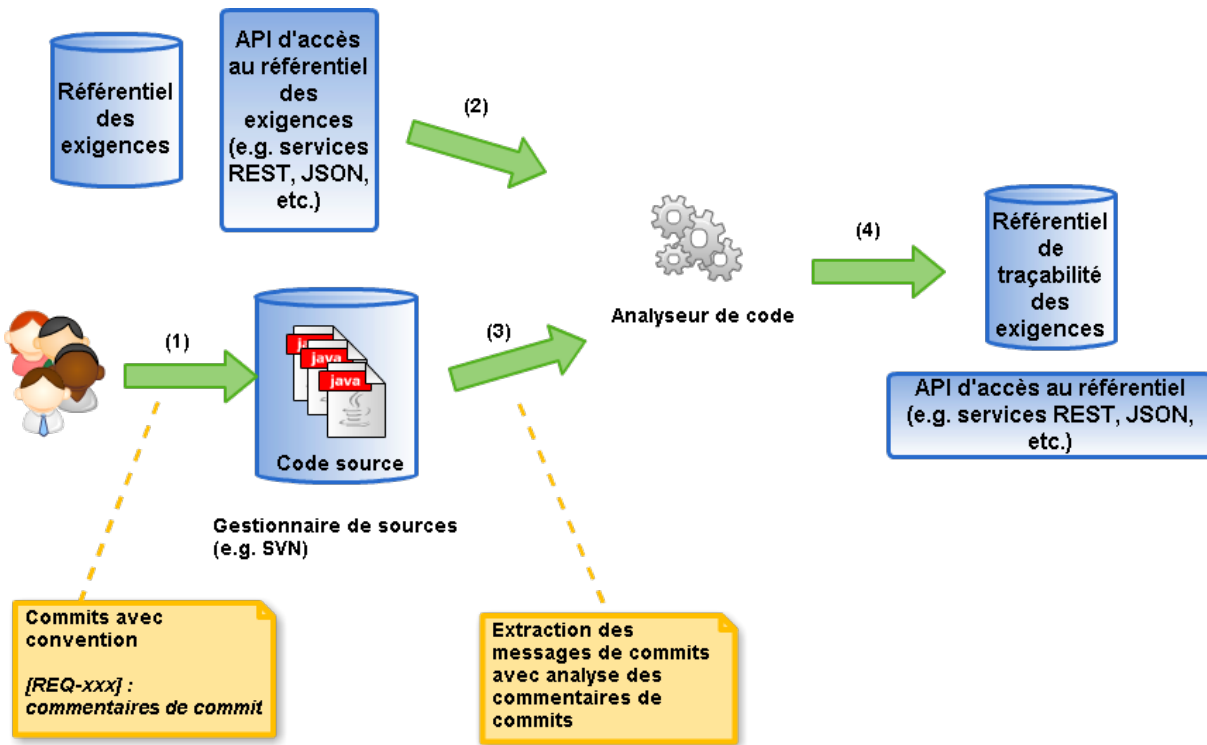 Référentiel
des
exigences
API d'accès
au référentiel
des
exigences
(e.g. services
REST, JSON,
etc.)
(2)
(1)
java
java
java
Code source
Gestionnaire de sources
(e.g. SVN)
(3)
Analyseur de code
(4)
Référentiel
de
traçabilité
des
exigences
API d'accès au référentiel
(e.g. services REST, JSON,
etc.)
Commits avec
convention
[REQ-xxx] :
commentaires de commit
Extraction des
messages de commits
avec analyse des
commentaires de
commits